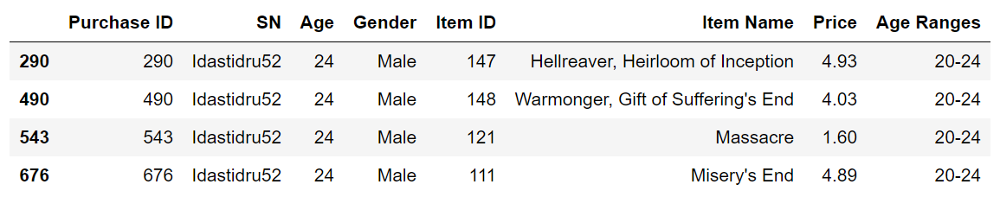 Purchase ID SN Age Gender Item ID Item Name Price Age Ranges
290 290 Idastidru52 24 Male 147 Hellreaver, Heirloom of Inception 4.93 20-24
490 490 Idastidru52 24 Male 148 Warmonger, Gift of Suffering's End 4.03 20-24
543 543 Idastidru52 24 Male 121 Massacre 1.60 20-24
676 676 Idastidru52 24 Male 111 Misery's End 4.89 20-24